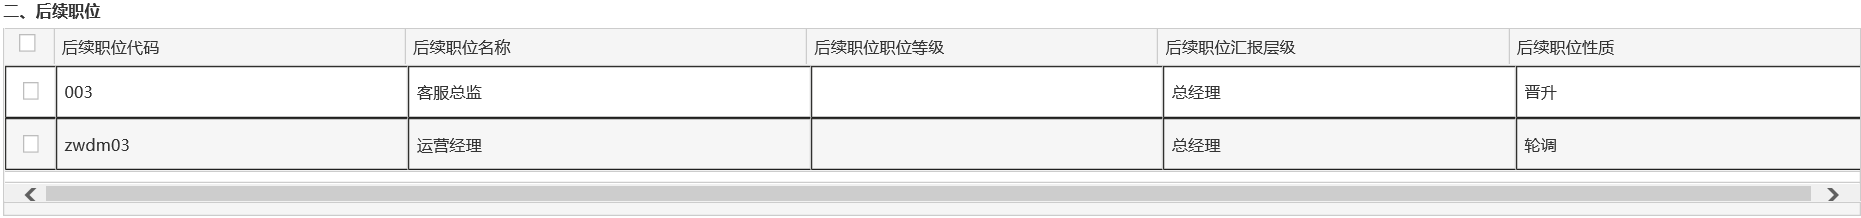 二、后续职位
后续职位代码 后续职位名称 后续职位职位等级 后续职位汇报层级 后续职位性质
003 客服总监 总经理 晋升
zwdm03 运营经理 总经理 轮调